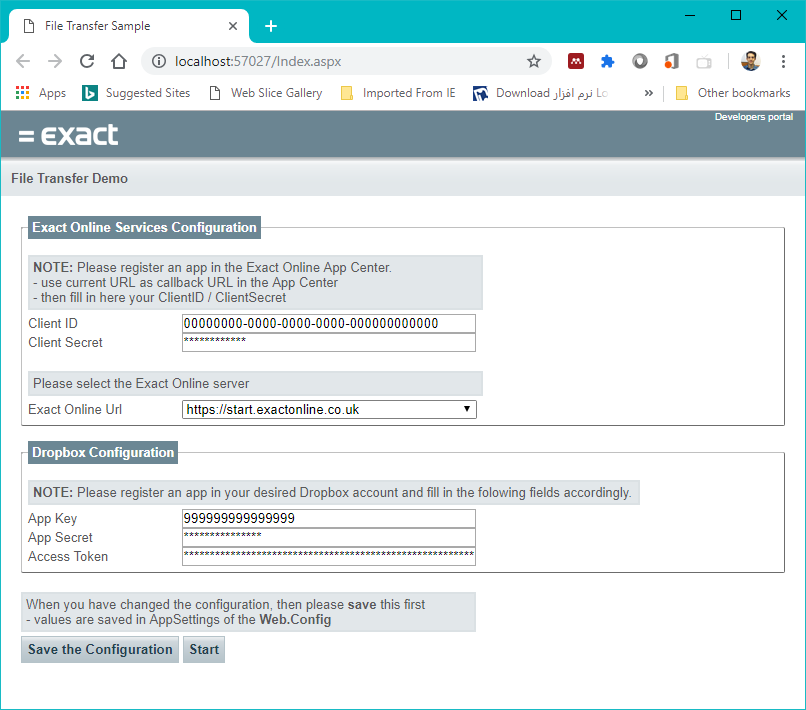 File Transfer Sample
localhost:57027/Index.aspx
Apps
Suggested Sites
Web Slice Gallery
Imported From IE
Download نرم افزار Lo
Other bookmarks
Developers portal
= exact
File Transfer Demo
Exact Online Services Configuration
NOTE: Please register an app in the Exact Online App Center.
- use current URL as callback URL in the App Center
- then fill in here your ClientID / ClientSecret
Client ID 00000000-0000-0000-0000-000000000000
Client Secret ************
Please select the Exact Online server
Exact Online Url https://start.exactonline.co.uk
Dropbox Configuration
NOTE: Please register an app in your desired Dropbox account and fill in the folowing fields accordingly.
App Key 999999999999999
App Secret ***************
Access Token ********************************************************
When you have changed the configuration, then please save this first
- values are saved in AppSettings of the Web.Config
Save the Configuration Start